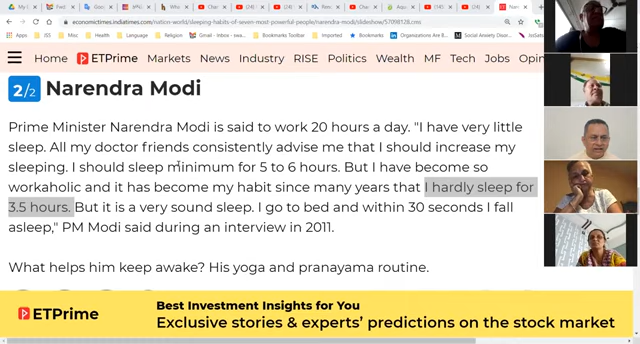 economictimes.indiatimes.com/nation-world/sleeping-habits-of-seven-most-powerful-people/narendra-modi/slideshow/57098128.cms
Home ETPrime Markets News Industry RISE Politics Wealth MF Tech Jobs Opin
2/2 Narendra Modi
Prime Minister Narendra Modi is said to work 20 hours a day. "I have very little
sleep. All my doctor friends consistently advise me that I should increase my
sleeping. I should sleep minimum for 5 to 6 hours. But I have become so
workaholic and it has become my habit since many years that I hardly sleep for
3.5 hours. But it is a very sound sleep. I go to bed and within 30 seconds I fall
asleep," PM Modi said during an interview in 2011.
What helps him keep awake? His yoga and pranayama routine.
ETPrime
Best Investment Insights for You
Exclusive stories & experts' predictions on the stock market